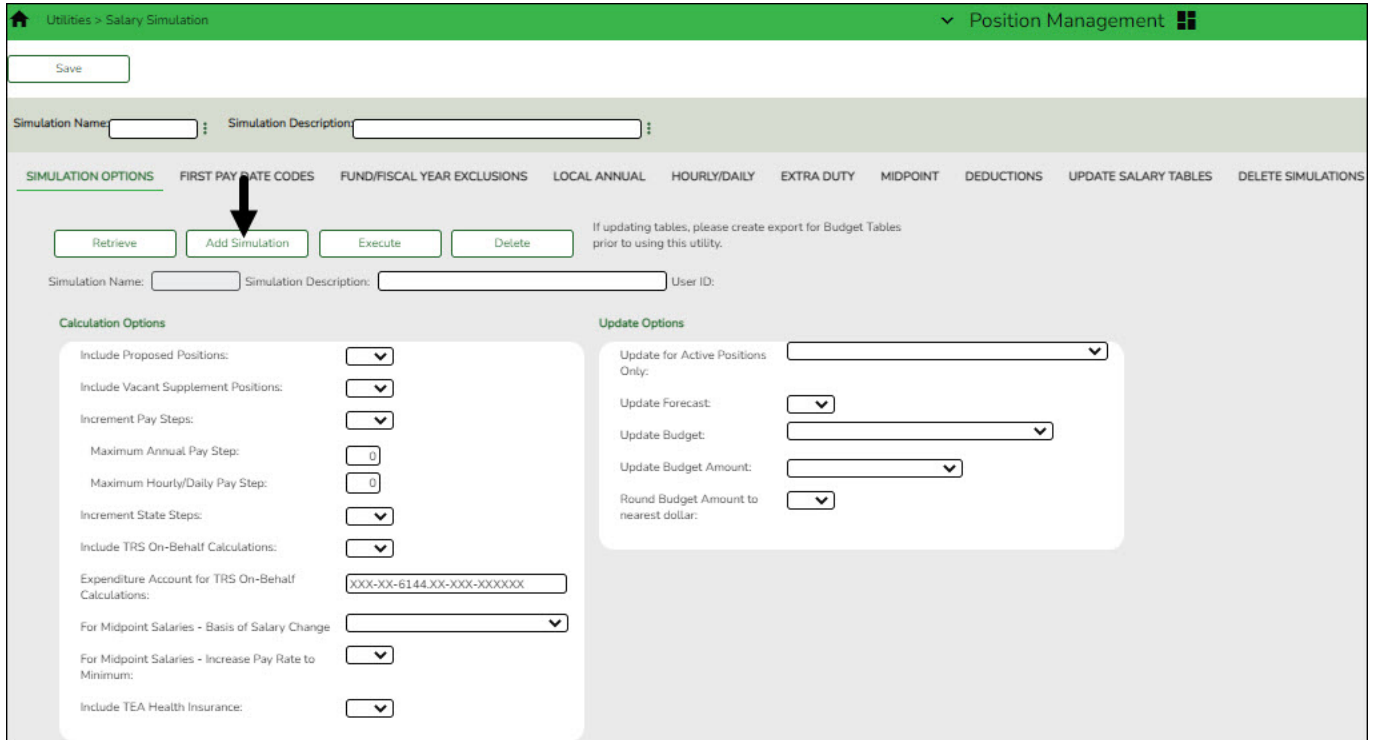 Utilities > Salary Simulation
Position Management
Save
Simulation Name:
Simulation Description:
SIMULATION OPTIONS FIRST PAY RATE CODES FUND/FISCAL YEAR EXCLUSIONS LOCAL ANNUAL HOURLY/DAILY EXTRA DUTY MIDPOINT DEDUCTIONS UPDATE SALARY TABLES DELETE SIMULATIONS
Retrieve Add Simulation Execute Delete
If updating tables, please create export for Budget Tables
prior to using this utility.
Simulation Name: Simulation Description: User ID:
Calculation Options
Include Proposed Positions:
Include Vacant Supplement Positions:
Increment Pay Steps:
Maximum Annual Pay Step: 0
Maximum Hourly/Daily Pay Step: 0
Increment State Steps:
Include TRS On-Behalf Calculations:
Expenditure Account for TRS On-Behalf
Calculations:
XXX-XX-6144.XX-XXX-XXXXXX
For Midpoint Salaries - Basis of Salary Change
For Midpoint Salaries - Increase Pay Rate to
Minimum:
Include TEA Health Insurance:
Update Options
Update for Active Positions
Only:
Update Forecast:
Update Budget:
Update Budget Amount:
Round Budget Amount to
nearest dollar: